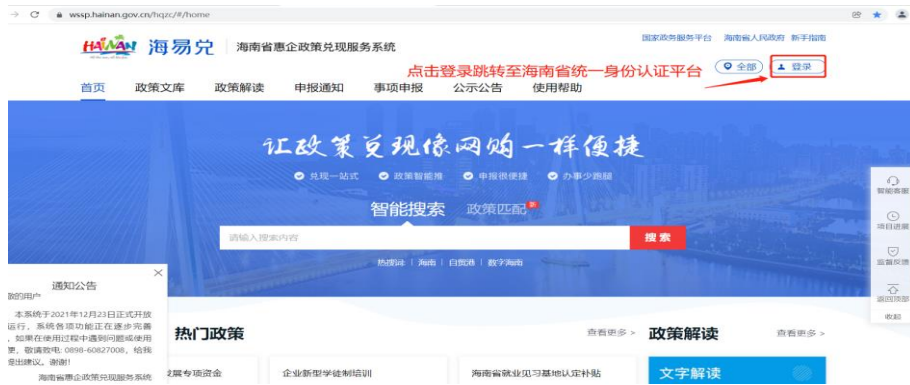 wssp.hainan.gov.cn/hqzc/#/home
国家政务服务平台 海南省人民政府 新手指南
HAINAN 海易兑 海南省惠企政策兑现服务系统
点击登录跳转至海南省统一身份认证平台
全部 登录
首页 政策文库 政策解读 申报通知 事项申报 公示公告 使用帮助
让政策兑现像网购一样便捷
兑现一站式 政策智能推 申报很便捷 办事少跑腿
智能搜索 政策匹配
请输入搜索内容 搜索
热搜词 海南 自贸港 数字海南
智能客服
项目进展
监督反馈
返回顶部
收起
通知公告
敬的用户
本系统于2021年12月23日正式开放
运行,系统各项功能正在逐步完善
,如果在使用过程中遇到问题或使用
便,敬请致电: 0898-60827008,给我
提出建议。谢谢!
海南省惠企政策兑现服务系统
热门政策 查看更多 >
政策解读 查看更多 >
发展专项资金 企业新型学徒制培训 海南省就业见习基地认定补贴
文字解读